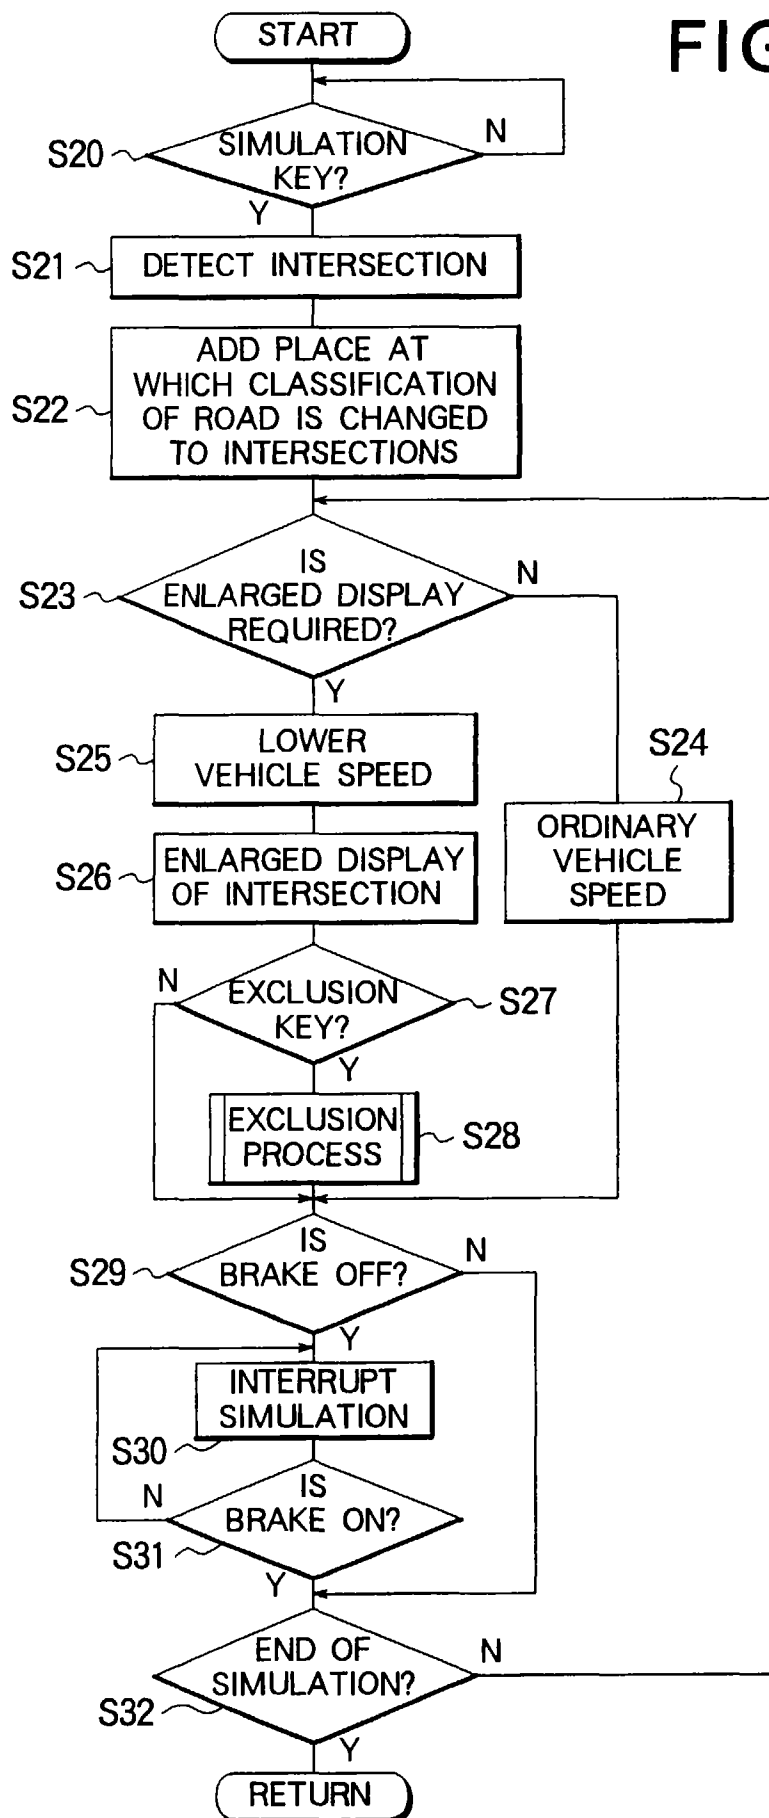 START
FIG
S20
SIMULATION
KEY?
N
Y
S21
DETECT INTERSECTION
S22
ADD PLACE AT
WHICH CLASSIFICATION
OF ROAD IS CHANGED
TO INTERSECTIONS
S23
IS
ENLARGED DISPLAY
REQUIRED?
N
Y
S25
LOWER
VEHICLE SPEED
S24
ORDINARY
VEHICLE
SPEED
S26
ENLARGED DISPLAY
OF INTERSECTION
N
EXCLUSION
KEY?
S27
Y
EXCLUSION
PROCESS
S28
S29
IS
BRAKE OFF?
N
Y
INTERRUPT
SIMULATION
S30
N
IS
BRAKE ON?
S31
Y
END OF
SIMULATION?
N
S32
Y
RETURN